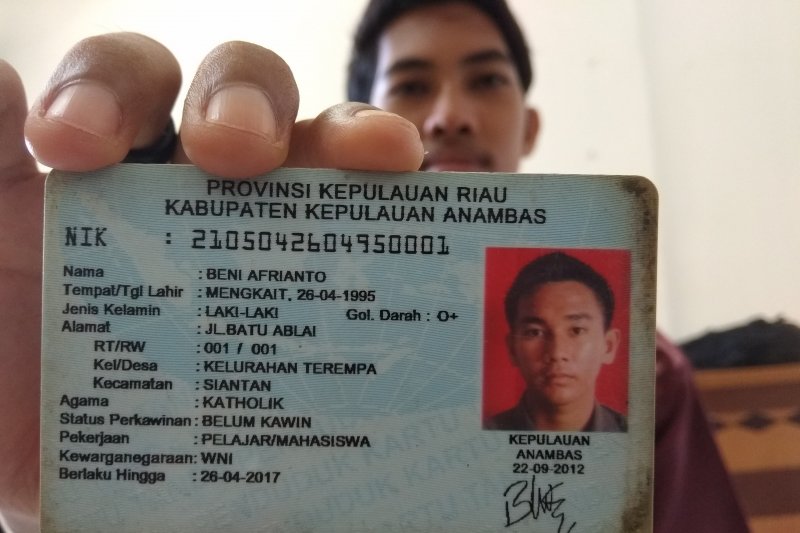 PROVINSI KEPULAUAN RIAU
KABUPATEN KEPULAUAN ANAMBAS
NIK : 2105042604950001
Nama : BENI AFRIANTO
Tempat/Tgl Lahir : MENGKAIT, 26-04-1995
Jenis Kelamin : LAKI-LAKI Gol. Darah : O+
Alamat : JL.BATU ABLAI
RT/RW : 001 / 001
Kel/Desa : KELURAHAN TEREMPA
Kecamatan : SIANTAN
Agama : KATHOLIK
Status Perkawinan : BELUM KAWIN
Pekerjaan : PELAJAR/MAHASISWA
Kewarganegaraan : WNI
Berlaku Hingga : 26-04-2017
KEPULAUAN
ANAMBAS
22-09-2012